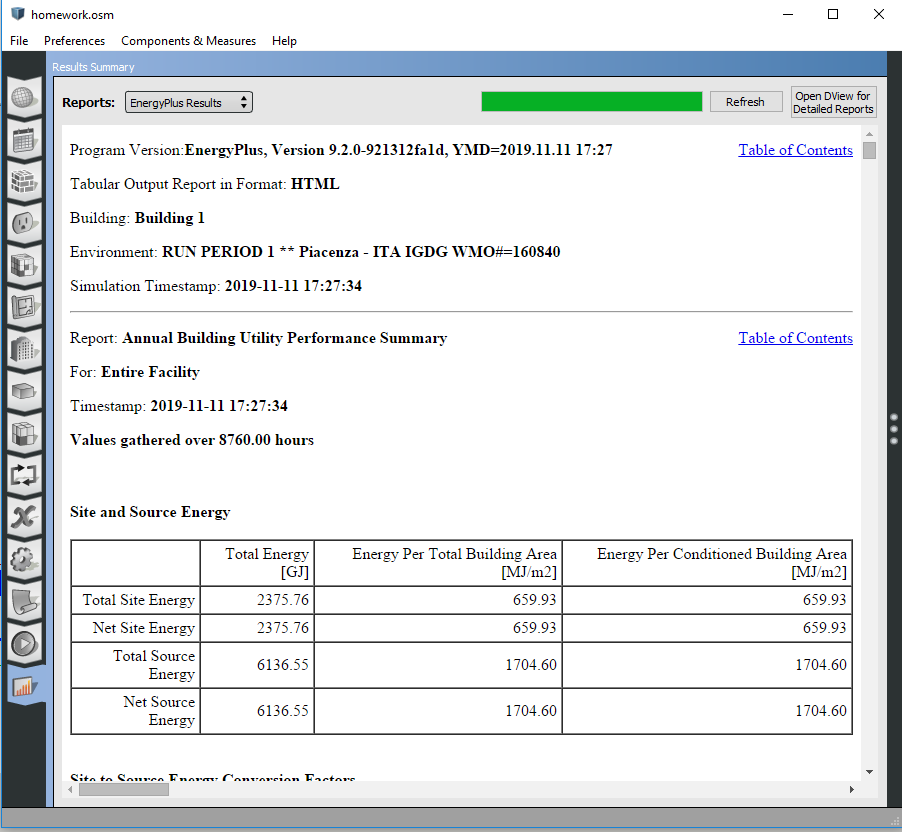 homework.osm
File Preferences Components & Measures Help
Results Summary
Reports: EnergyPlus Results Refresh Open DView for
Detailed Reports
Program Version:EnergyPlus, Version 9.2.0-921312fa1d, YMD=2019.11.11 17:27 Table of Contents
Tabular Output Report in Format: HTML
Building: Building 1
Environment: RUN PERIOD 1 ** Piacenza - ITA IGDG WMO#=160840
Simulation Timestamp: 2019-11-11 17:27:34
Report: Annual Building Utility Performance Summary Table of Contents
For: Entire Facility
Timestamp: 2019-11-11 17:27:34
Values gathered over 8760.00 hours
Site and Source Energy
Total Energy Energy Per Total Building Area Energy Per Conditioned Building Area
[GJ] [MJ/m2] [MJ/m2]
Total Site Energy 2375.76 659.93 659.93
Net Site Energy 2375.76 659.93 659.93
Total Source
Energy 6136.55 1704.60 1704.60
Net Source
Energy 6136.55 1704.60 1704.60
Site to Source Energy Conversion Factors